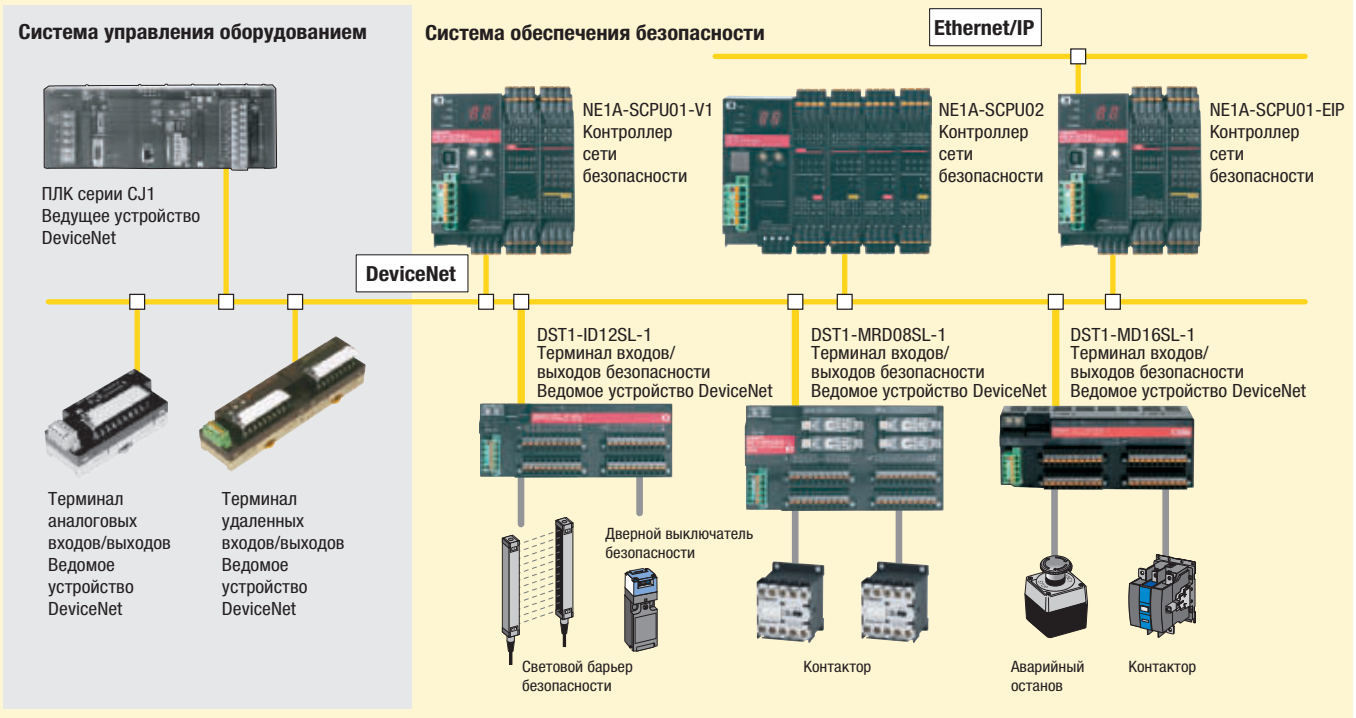 Система управления оборудованием
Система обеспечения безопасности
Ethernet/IP
NE1A-SCPU01-V1
Контроллер
сети
безопасности
NE1A-SCPU02
Контроллер
сети
безопасности
NE1A-SCPU01-EIP
Контроллер
сети
безопасности
ПЛК серии CJ1
Ведущее устройство
DeviceNet
DeviceNet
DST1-ID12SL-1
Терминал входов/
выходов безопасности
Ведомое устройство DeviceNet
DST1-MRD08SL-1
Терминал входов/
выходов безопасности
Ведомое устройство DeviceNet
DST1-MD16SL-1
Терминал входов/
выходов безопасности
Ведомое устройство DeviceNet
Терминал
аналоговых
входов/выходов
Ведомое
устройство
DeviceNet
Терминал
удаленных
входов/выходов
Ведомое
устройство
DeviceNet
Дверной выключатель
безопасности
Световой барьер
безопасности
Контактор
Аварийный
останов
Контактор